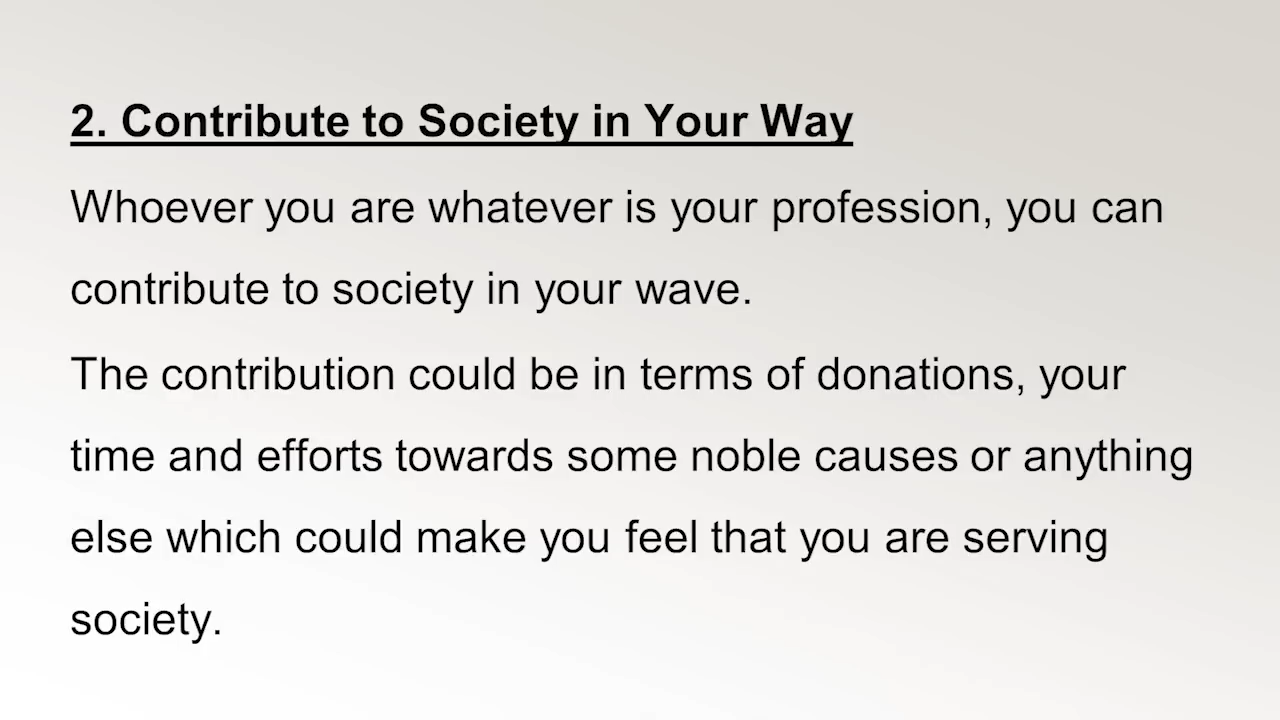 2. Contribute to Society in Your Way
Whoever you are whatever is your profession, you can
contribute to society in your wave.
The contribution could be in terms of donations, your
time and efforts towards some noble causes or anything
else which could make you feel that you are serving
society.